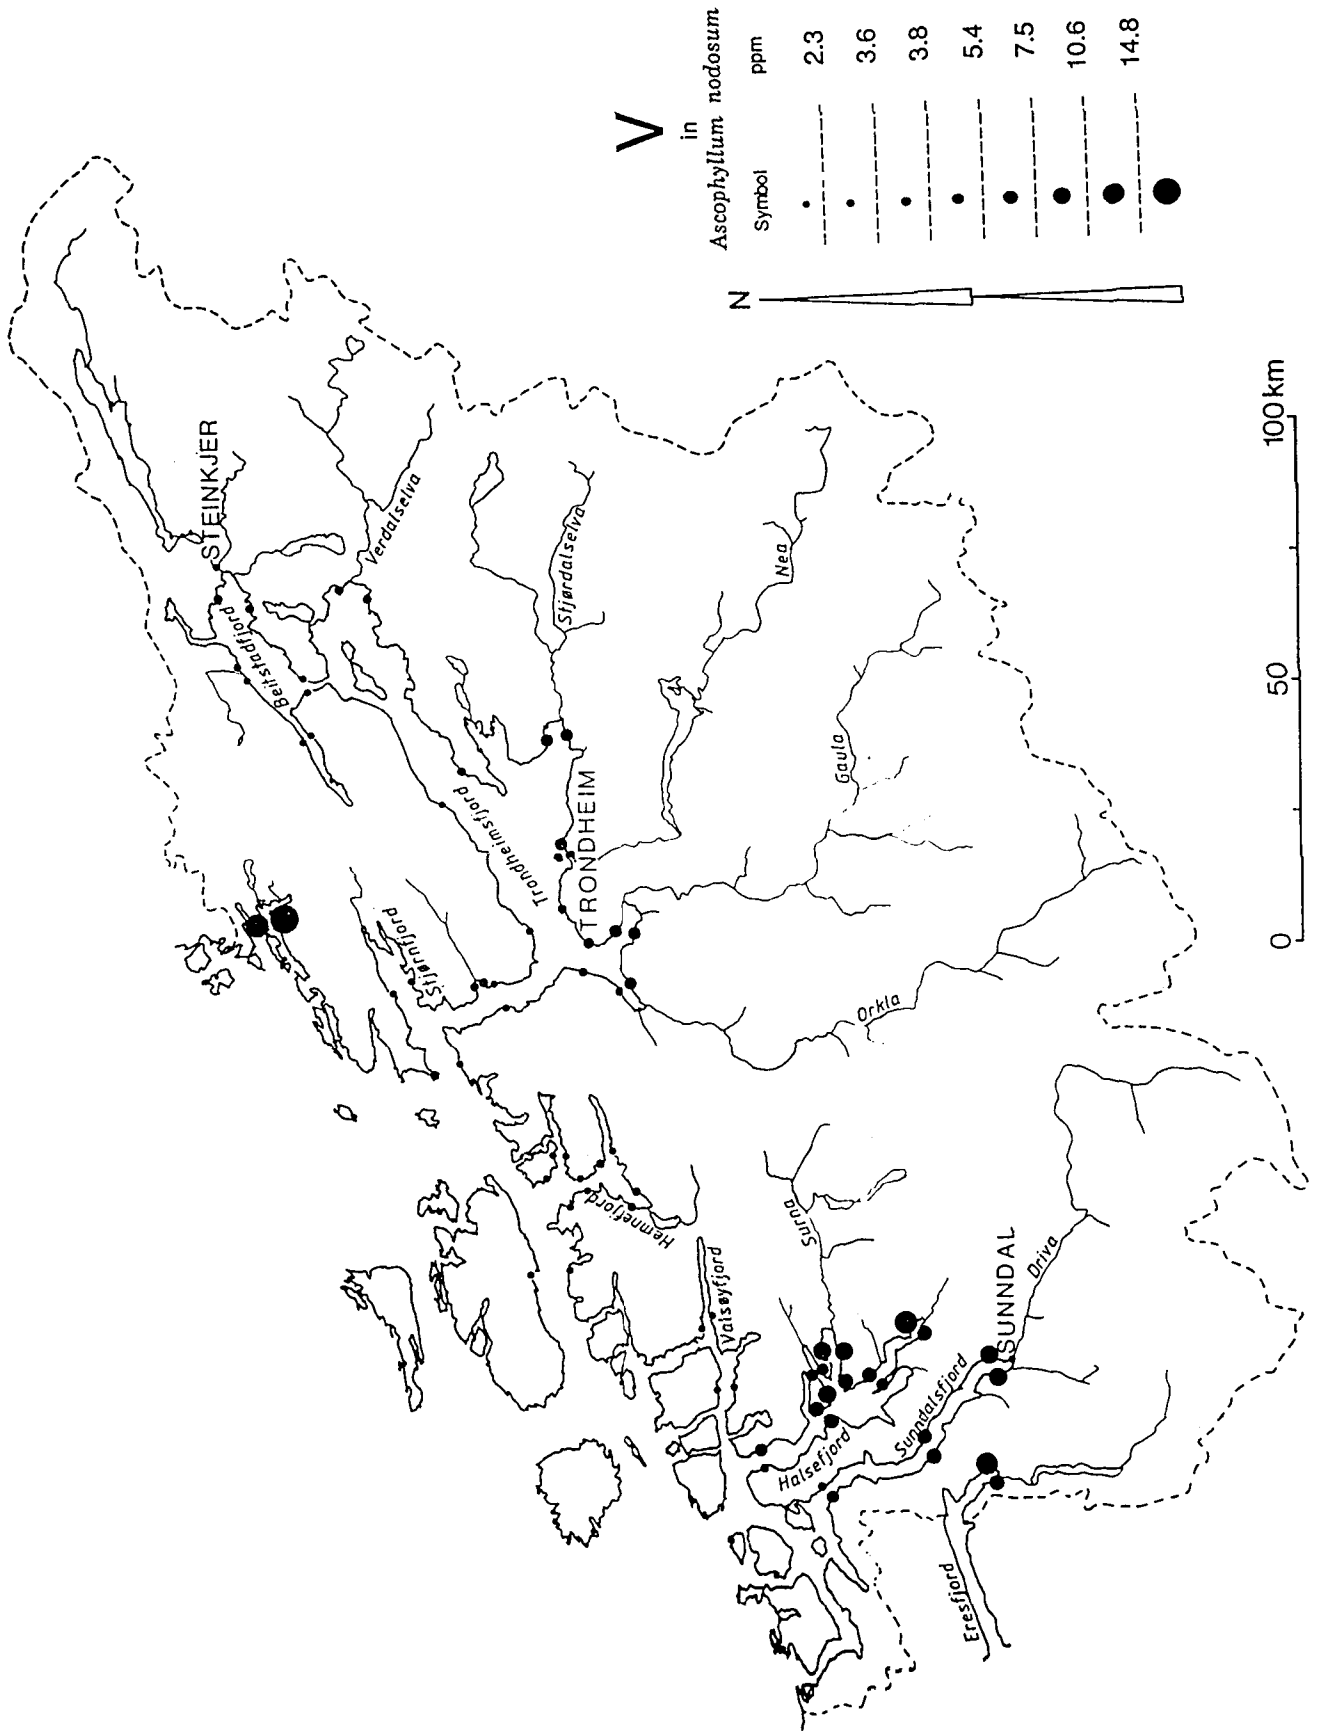 V
in
Ascophyllum nodosum
Symbol ppm
2.3
3.6
3.8
5.4
7.5
10.6
14.8
N
0 50 100 km
STEINKJER
Beitstadfjord
Verdalselva
Stjørdalselva
Trondheimsfjord
TRONDHEIM
Stjørnfjord
Nea
Gaula
Orkla
Hemnefjord
Valsøyfjord
Surna
Halsefjord
Sunndalsfjord
SUNNDAL
Driva
Eresfjord